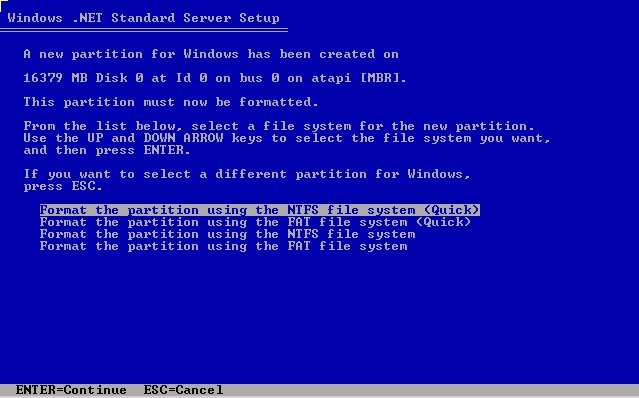 Windows .NET Standard Server Setup
A new partition for Windows has been created on
16379 MB Disk 0 at Id 0 on bus 0 on atapi [MBR].
This partition must now be formatted.
From the list below, select a file system for the new partition.
Use the UP and DOWN ARROW keys to select the file system you want,
and then press ENTER.
If you want to select a different partition for Windows,
press ESC.
Format the partition using the NTFS file system (Quick)
Format the partition using the FAT file system (Quick)
Format the partition using the NTFS file system
Format the partition using the FAT file system
ENTER=Continue  ESC=Cancel